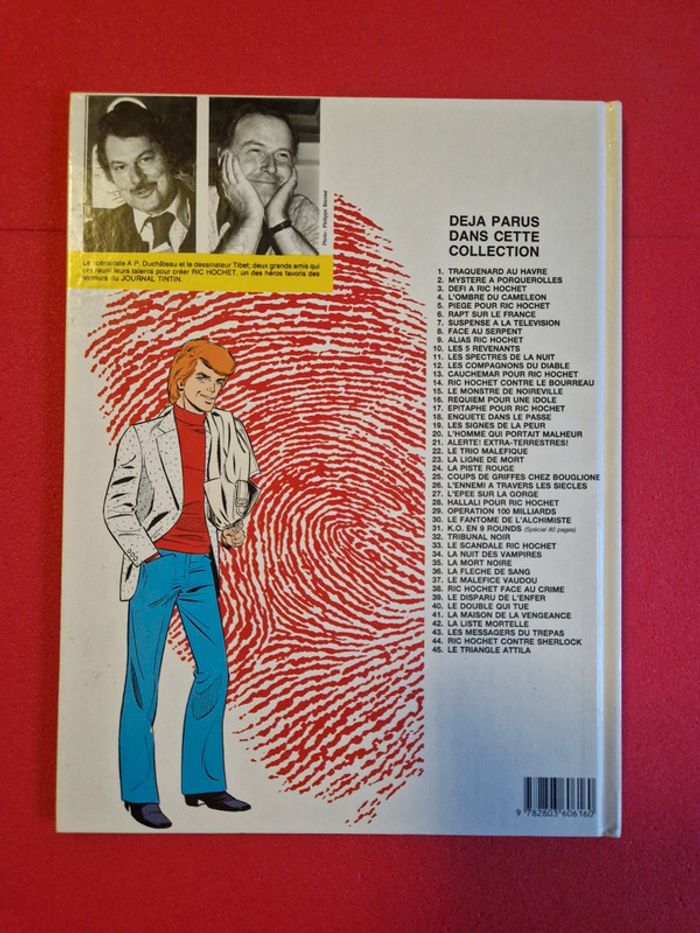 Le scénariste A.P. Duchâteau et le dessinateur Tibet; deux grands amis qui
ont réuni leurs talents pour créer RIC HOCHET, un des héros favoris des
lecteurs du JOURNAL TINTIN.
Photo: Philippe
DEJA PARUS
DANS CETTE
COLLECTION
1. TRAQUENARD AU HAVRE
2. MYSTERE A PORQUEROLLES
3. DEFI A RIC HOCHET
4. L'OMBRE DU CAMELEON
5. PIEGE POUR RIC HOCHET
6. RAPT SUR LE FRANCE
7. SUSPENSE A LA TELEVISION
8. FACE AU SERPENT
9. ALIAS RIC HOCHET
10. LES 5 REVENANTS
11. LES SPECTRES DE LA NUIT
12. LES COMPAGNONS DU DIABLE
13. CAUCHEMAR POUR RIC HOCHET
14. RIC HOCHET CONTRE LE BOURREAU
15. LE MONSTRE DE NOIREVILLE
16. REQUIEM POUR UNE IDOLE
17. EPITAPHE POUR RIC HOCHET
18. ENQUETE DANS LE PASSE
19. LES SIGNES DE LA PEUR
20. L'HOMME QUI PORTAIT MALHEUR
21. ALERTE! EXTRA-TERRESTRES!
22. LE TRIO MALEFIQUE
23. LA LIGNE DE MORT
24. LA PISTE ROUGE
25. COUPS DE GRIFFES CHEZ BOUGLIONE
26. L'ENNEMI A TRAVERS LES SIECLES
27. L'EPEE SUR LA GORGE
28. HALLALI POUR RIC HOCHET
29. OPERATION 100 MILLIARDS
30. LE FANTOME DE L'ALCHIMISTE
31. K.O. EN 9 ROUNDS (Spécial 80 pages)
32. TRIBUNAL NOIR
33. LE SCANDALE RIC HOCHET
34. LA NUIT DES VAMPIRES
35. LA MORT NOIRE
36. LA FLECHE DE SANG
37. LE MALEFICE VAUDOU
38. RIC HOCHET FACE AU CRIME
39. LE DISPARU DE L'ENFER
40. LE DOUBLE QUI TUE
41. LA MAISON DE LA VENGEANCE
42. LA LISTE MORTELLE
43. LES MESSAGERS DU TREPAS
44. RIC HOCHET CONTRE SHERLOCK
45. LE TRIANGLE ATTILA
9 782803 606160